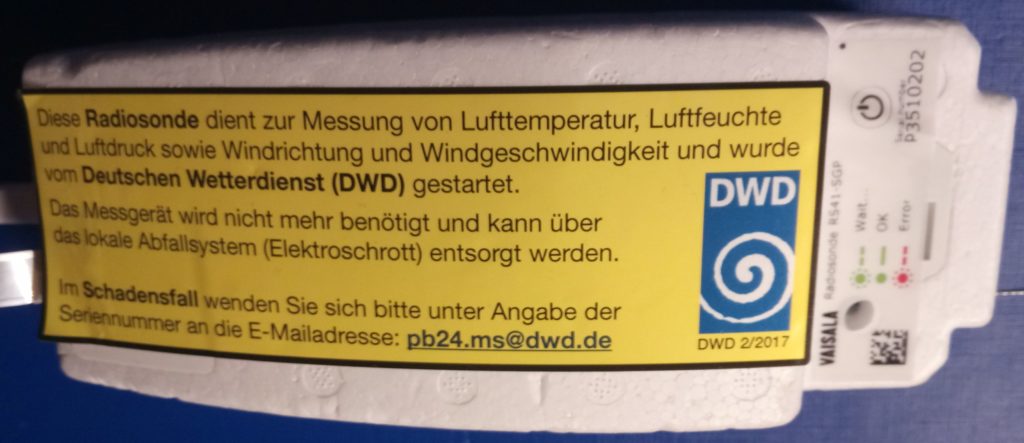 Diese Radiosonde dient zur Messung von Lufttemperatur, Luftfeuchte
und Luftdruck sowie Windrichtung und Windgeschwindigkeit und wurde
vom Deutschen Wetterdienst (DWD) gestartet.
Das Messgerät wird nicht mehr benötigt und kann über
das lokale Abfallsystem (Elektroschrott) entsorgt werden.
Im Schadensfall wenden Sie sich bitte unter Angabe der
Seriennummer an die E-Mailadresse: pb24.ms@dwd.de
DWD
DWD 2/2017
VAISALA Radiosonde RS41-SGP
Wait...
OK
Error
P3510202